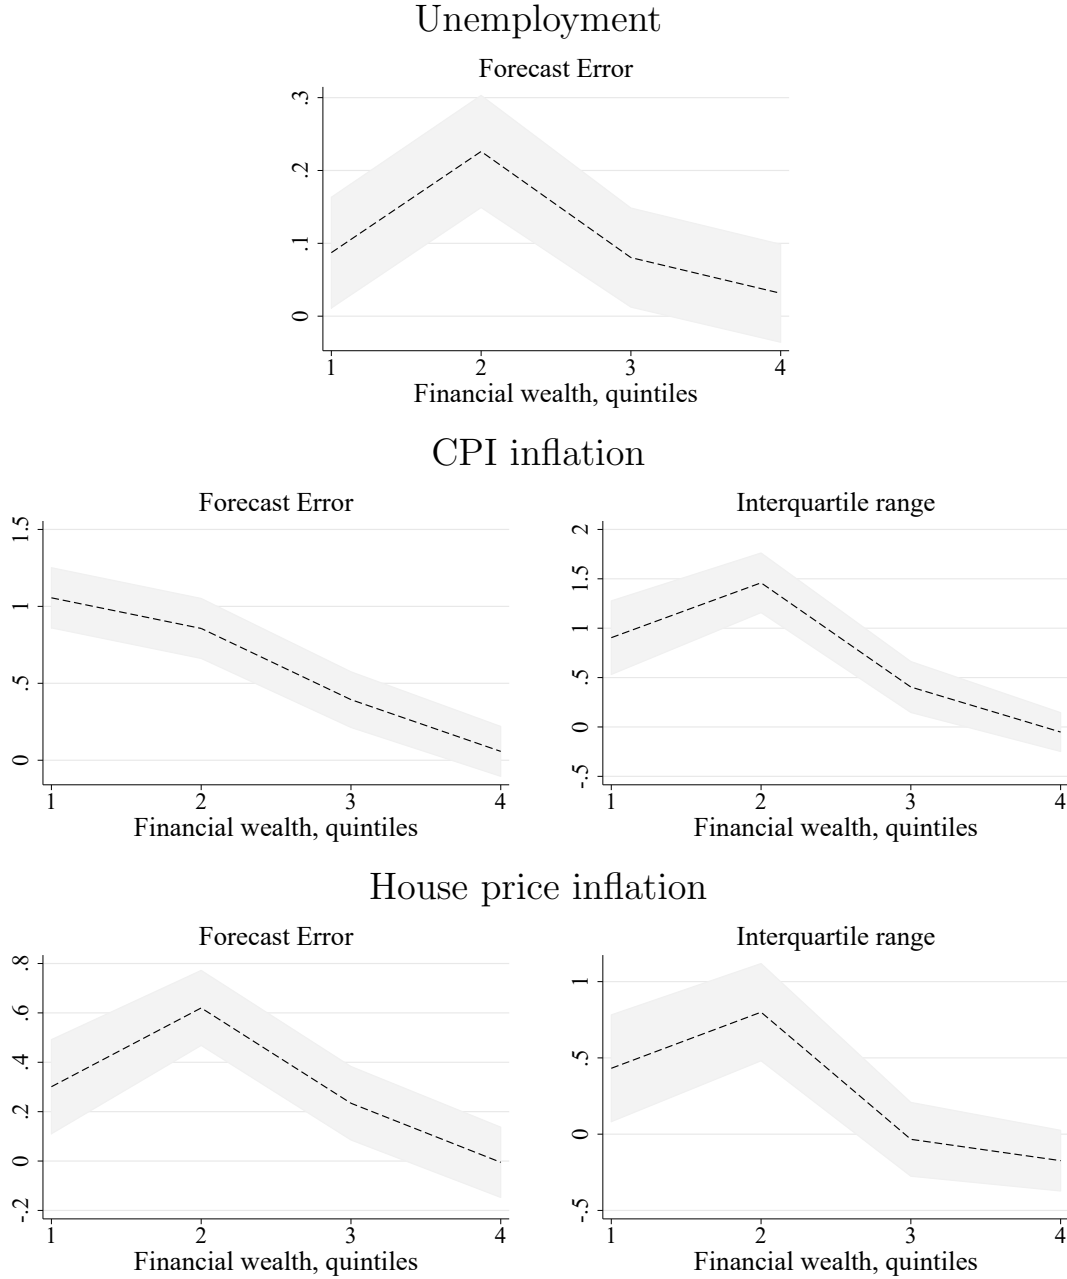 Unemployment
Forecast Error
.3
.2
.1
0
1 2 3 4
Financial wealth, quintiles
CPI inflation
Forecast Error
1.5
1
.5
0
1 2 3 4
Financial wealth, quintiles
Interquartile range
2
1.5
1
.5
0
-.5
1 2 3 4
Financial wealth, quintiles
House price inflation
Forecast Error
.8
.6
.4
.2
0
-.2
1 2 3 4
Financial wealth, quintiles
Interquartile range
1
.5
0
-.5
1 2 3 4
Financial wealth, quintiles